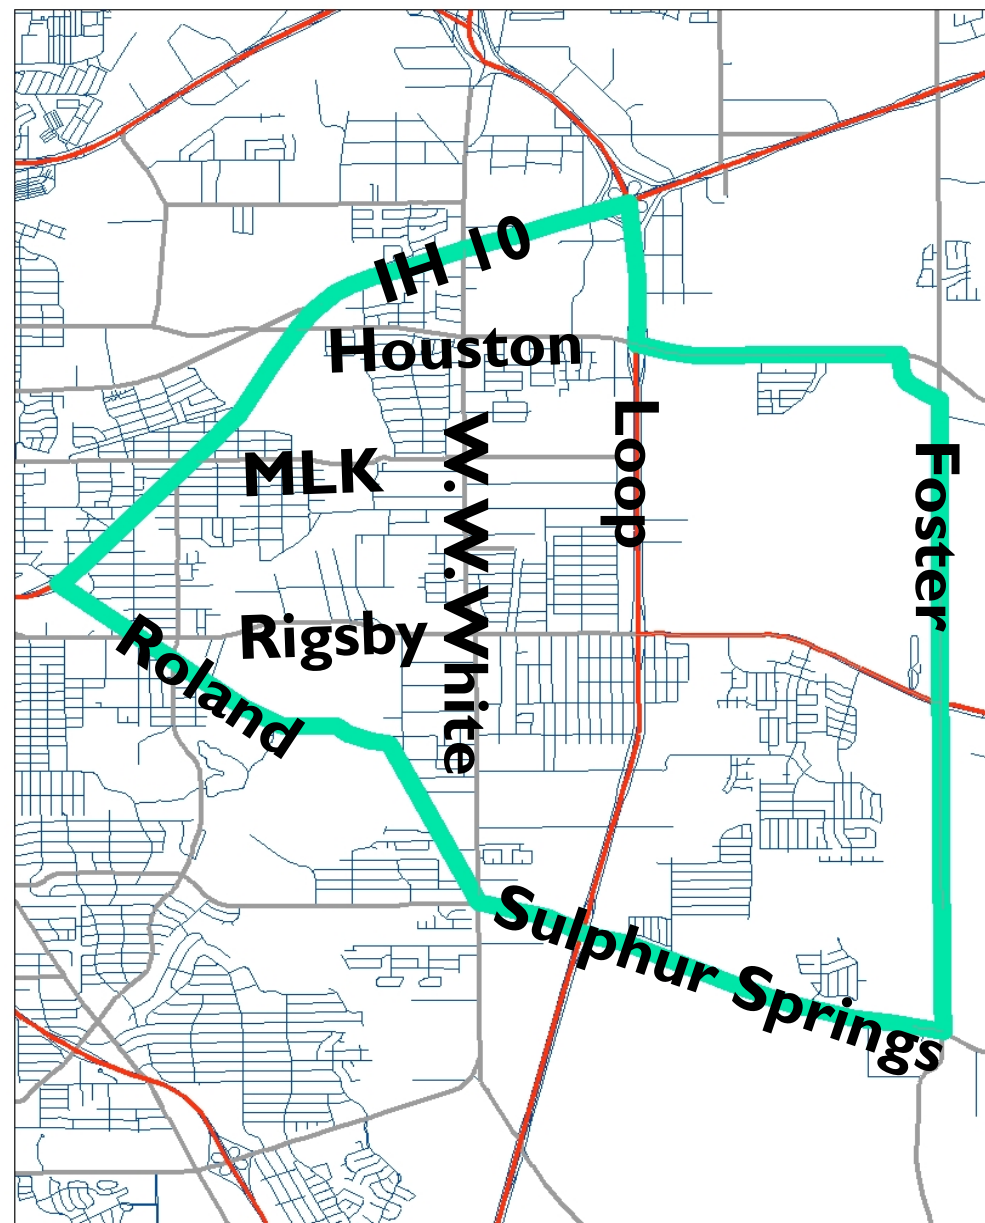 IH 10
Houston
Loop
W.W.White
Foster
MLK
Rigsby
Roland
Sulphur Springs